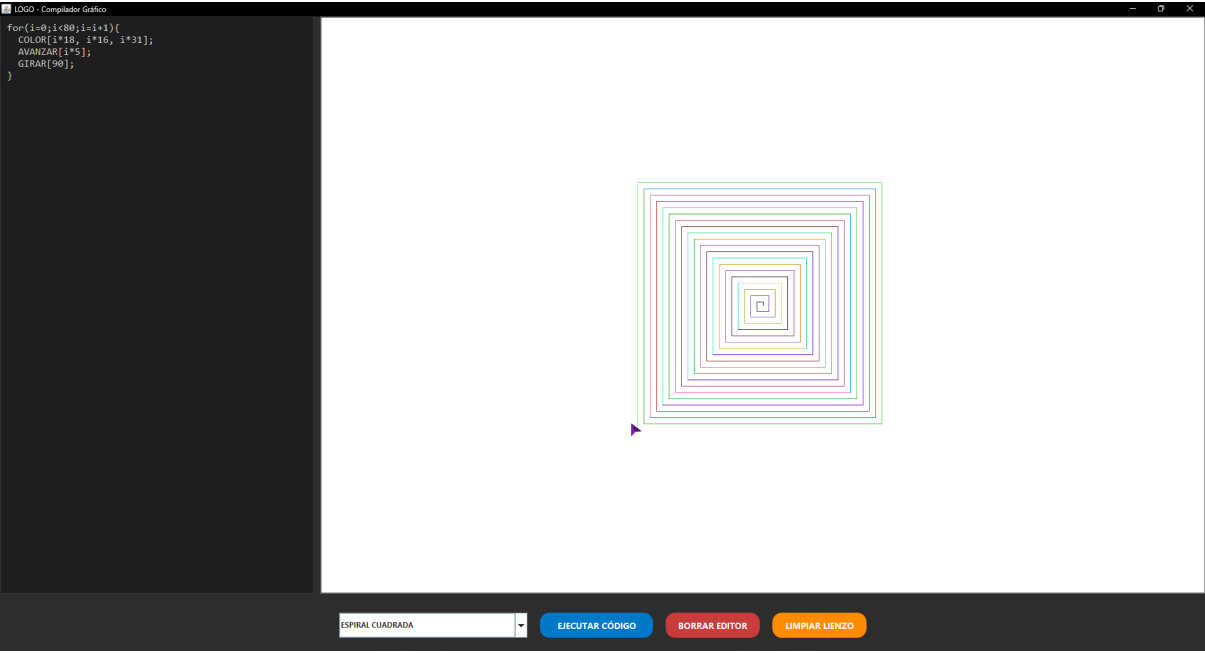 LOGO - Compilador Gráfico
for(i=0;i<80;i=i+1){
  COLOR[i*18, i*16, i*31];
  AVANZAR[i*5];
  GIRAR[90];
}
ESPIRAL CUADRADA
EJECUTAR CÓDIGO
BORRAR EDITOR
LIMPIAR LIENZO